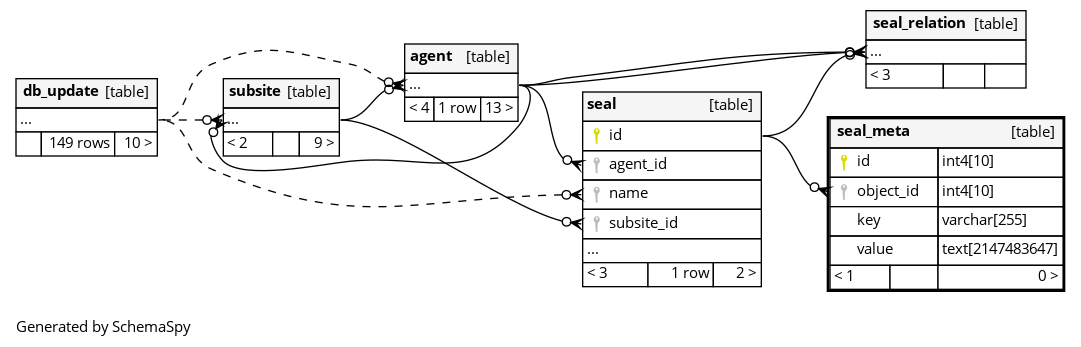 db_update [table]
...
149 rows 10 >
subsite [table]
...
< 2 9 >
agent [table]
...
< 4 1 row 13 >
seal [table]
id
agent_id
name
subsite_id
...
< 3 1 row 2 >
seal_relation [table]
...
< 3
seal_meta [table]
id int4[10]
object_id int4[10]
key varchar[255]
value text[2147483647]
< 1 0 >
Generated by SchemaSpy